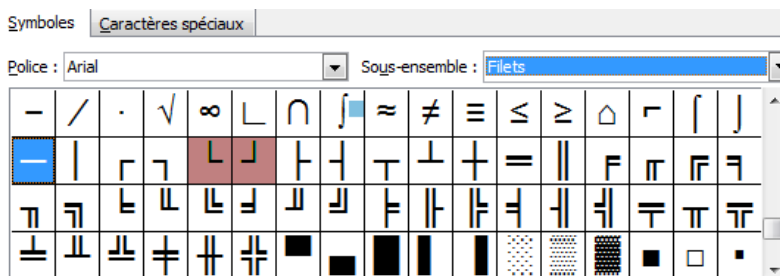 Symboles Caractères spéciaux
Police : Arial Sous-ensemble : Filets
− ∕ ∙ √ ∞ ∟ ∩ ∫ ≈ ≠ ≡ ≤ ≥ ⌂ ⌐ ⌠ ⌡
─ │ ┌ ┐ └ ┘ ├ ┤ ┬ ┴ ┼ ═ ║ ╒ ╓ ╔ ╕
╖ ╗ ╘ ╙ ╚ ╛ ╜ ╝ ╞ ╟ ╠ ╡ ╢ ╣ ╤ ╥ ╦
╧ ╨ ╩ ╪ ╫ ╬ ▀ ▄ █ ▌ ▐ ░ ▒ ▓ ■ □ ▪